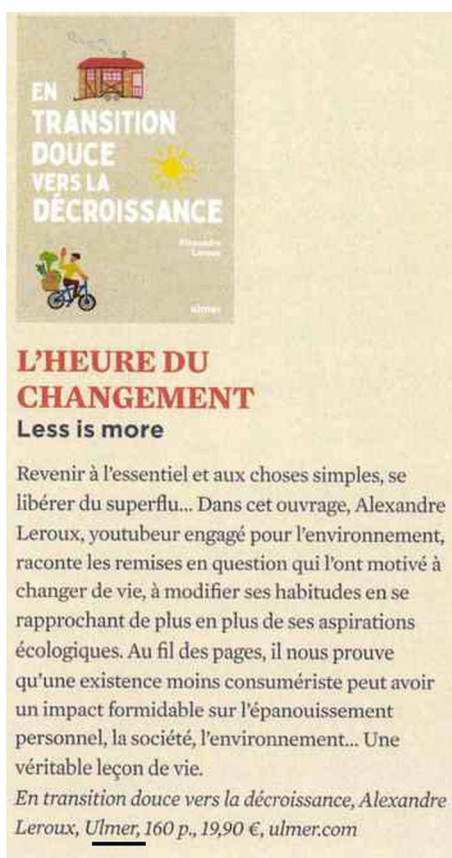 EN
TRANSITION
DOUCE
VERS LA
DÉCROISSANCE
Alexandre
Leroux
ulmer
L'HEURE DU
CHANGEMENT
Less is more
Revenir à l'essentiel et aux choses simples, se
libérer du superflu... Dans cet ouvrage, Alexandre
Leroux, youtubeur engagé pour l'environnement,
raconte les remises en question qui l'ont motivé à
changer de vie, à modifier ses habitudes en se
rapprochant de plus en plus de ses aspirations
écologiques. Au fil des pages, il nous prouve
qu'une existence moins consumériste peut avoir
un impact formidable sur l'épanouissement
personnel, la société, l'environnement... Une
véritable leçon de vie.
En transition douce vers la décroissance, Alexandre
Leroux, Ulmer, 160 p., 19,90 €, ulmer.com